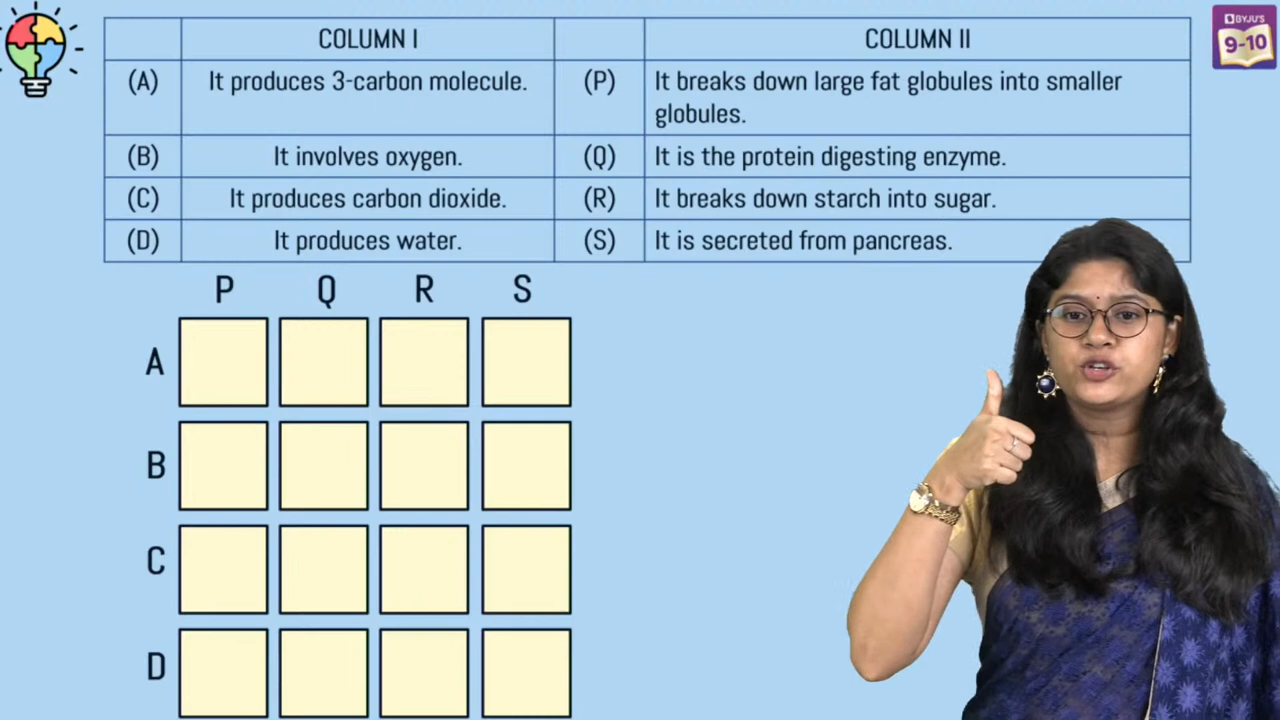 BYJU'S
9-10
COLUMN I COLUMN II
(A) It produces 3-carbon molecule. (P) It breaks down large fat globules into smaller
globules.
(B) It involves oxygen. (Q) It is the protein digesting enzyme.
(C) It produces carbon dioxide. (R) It breaks down starch into sugar.
(D) It produces water. (S) It is secreted from pancreas.
P Q R S
A
B
C
D